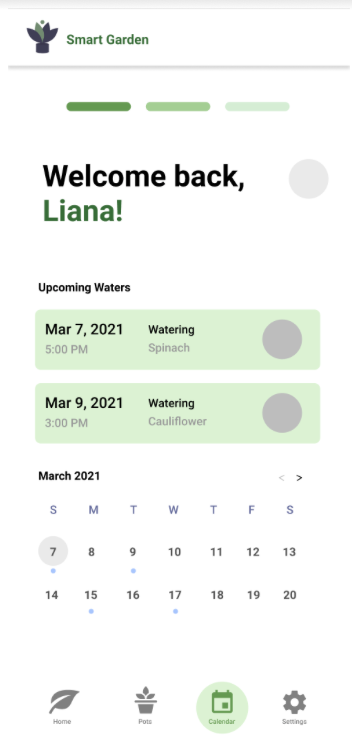 Smart Garden
Welcome back,
Liana!
Upcoming Waters
Mar 7, 2021 Watering
5:00 PM Spinach
Mar 9, 2021 Watering
3:00 PM Cauliflower
March 2021 < >
S M T W T F S
7 8 9 10 11 12 13
14 15 16 17 18 19 20
Home Pots Calendar Settings